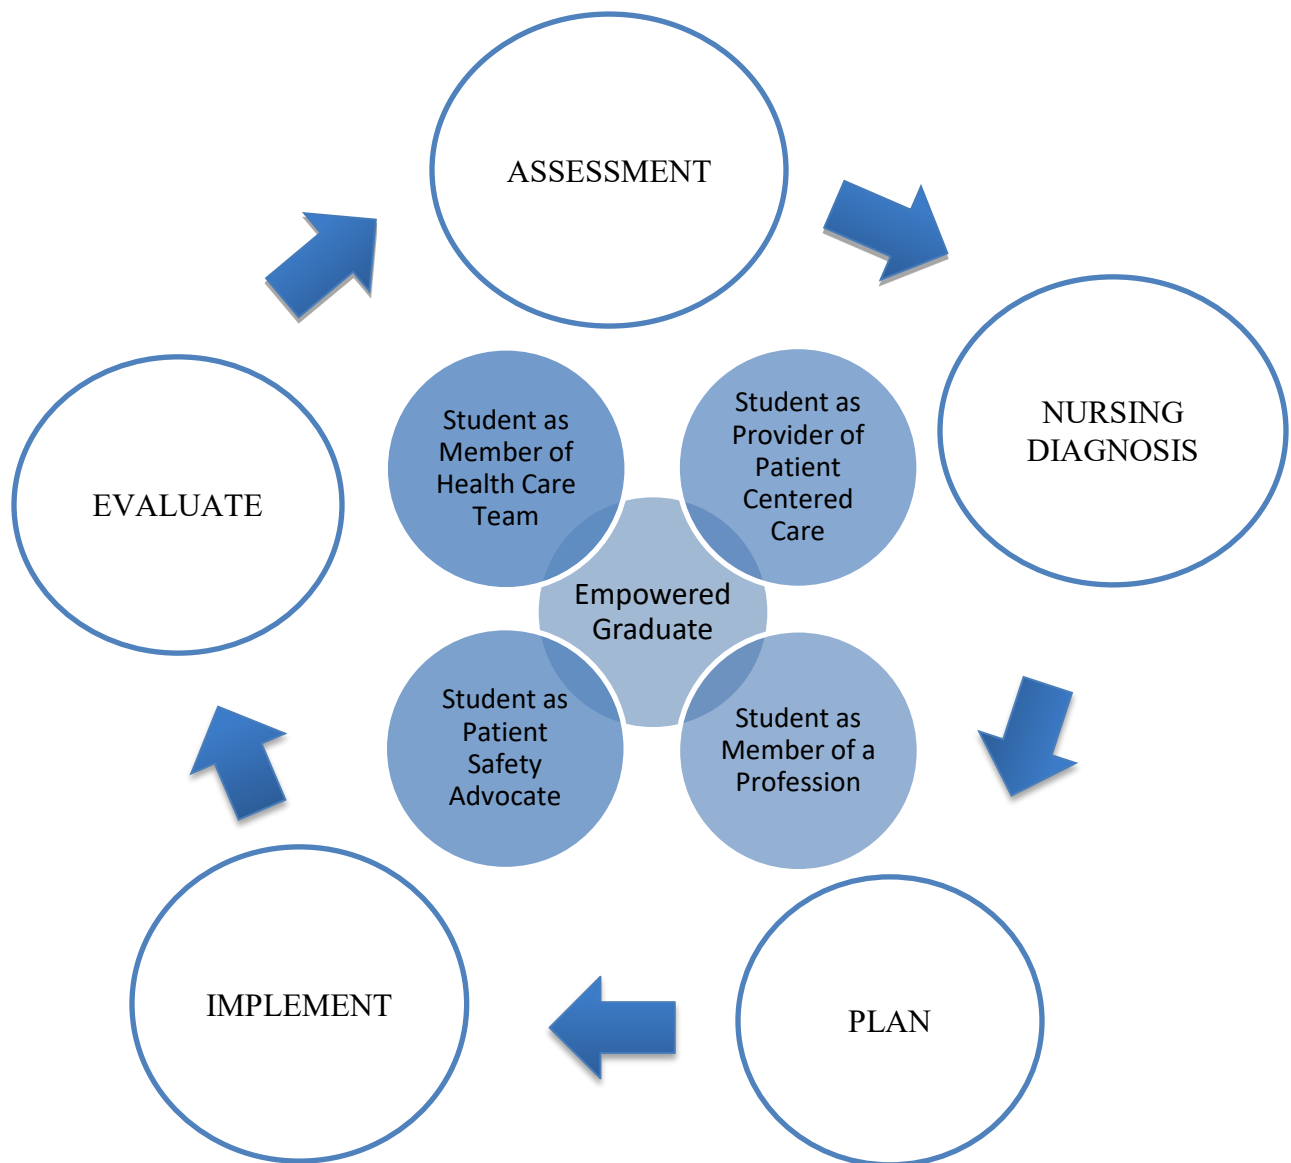 ASSESSMENT
NURSING
DIAGNOSIS
PLAN
IMPLEMENT
EVALUATE
Student as
Member of
Health Care
Team
Student as
Provider of
Patient
Centered
Care
Empowered
Graduate
Student as
Patient
Safety
Advocate
Student as
Member of a
Profession